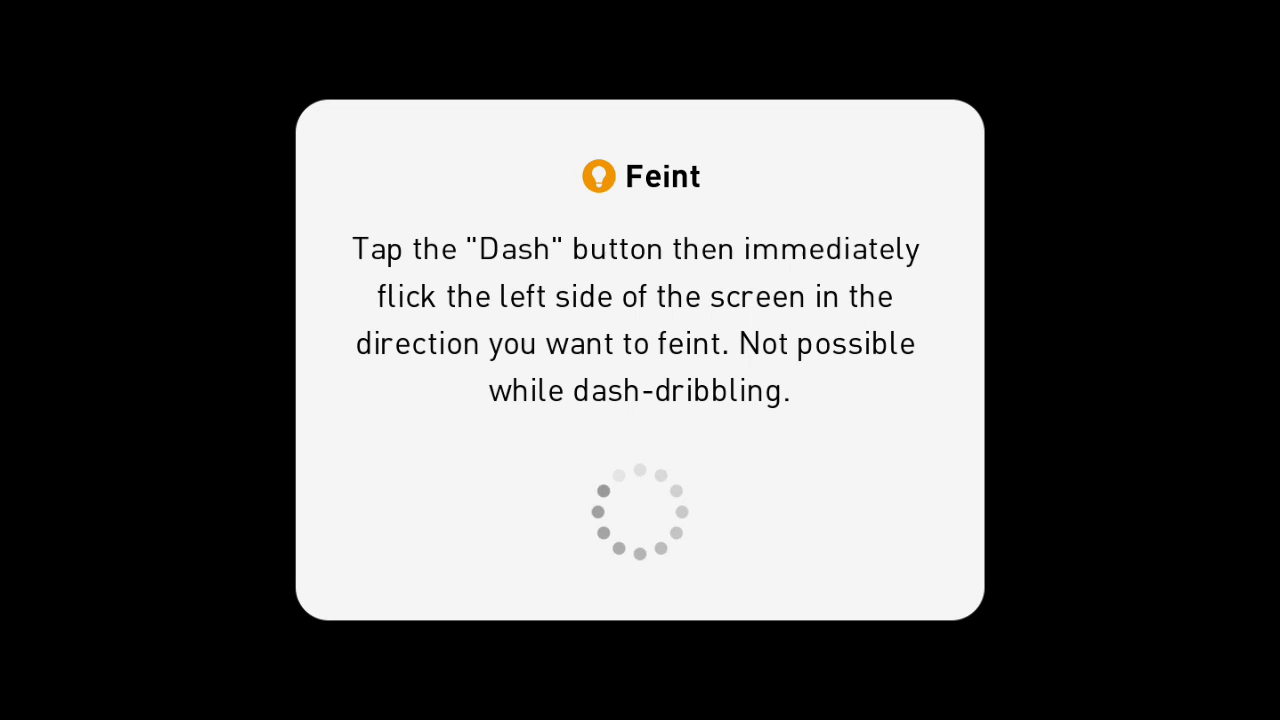 Feint
Tap the "Dash" button then immediately
flick the left side of the screen in the
direction you want to feint. Not possible
while dash-dribbling.